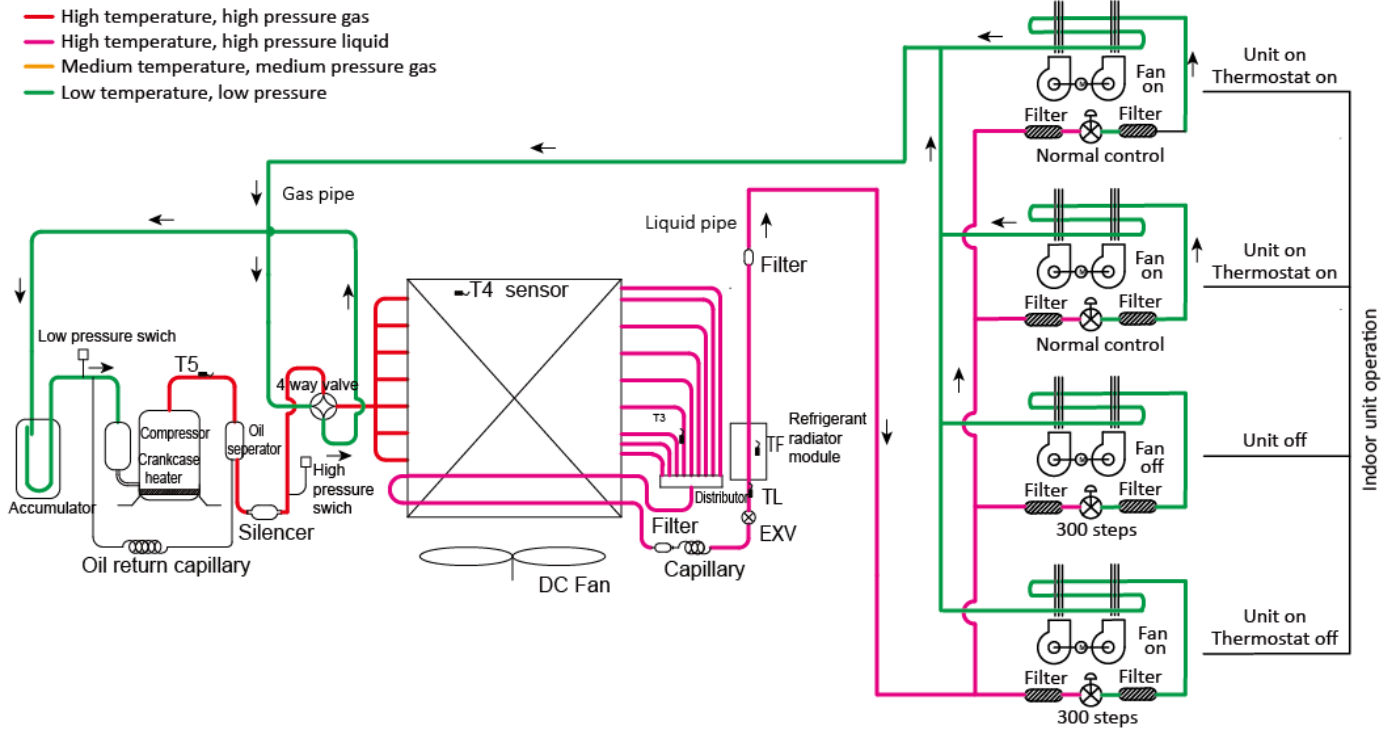 High temperature, high pressure gas
High temperature, high pressure liquid
Medium temperature, medium pressure gas
Low temperature, low pressure
Gas pipe
Liquid pipe
Filter
T4 sensor
Low pressure swich
T5
4 way valve
Compressor
Crankcase
heater
Oil
seperator
High
pressure
swich
Accumulator
Silencer
Oil return capillary
T3
Distributor
TF
Refrigerant
radiator
module
TL
EXV
Filter
Capillary
DC Fan
M
Fan
on
Filter
Filter
Normal control
Unit on
Thermostat on
M
Fan
on
Filter
Filter
Normal control
Unit on
Thermostat on
M
Fan
off
Filter
Filter
300 steps
Unit off
M
Fan
on
Filter
Filter
300 steps
Unit on
Thermostat off
Indoor unit operation